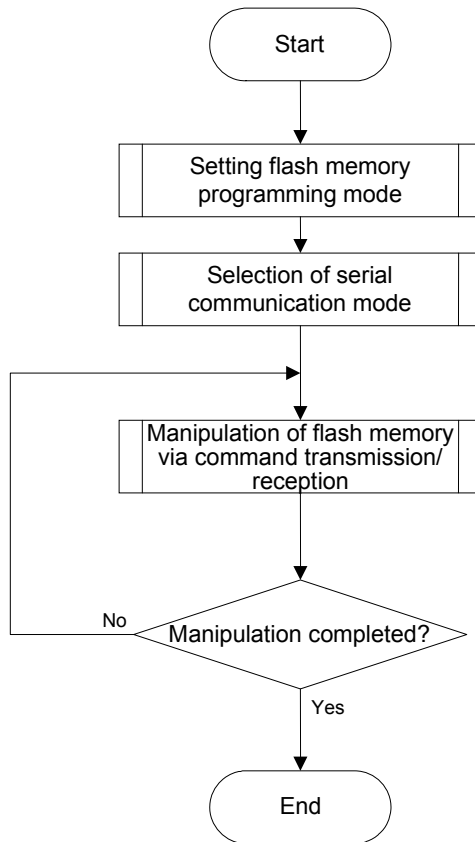 Start
Setting flash memory
programming mode
Selection of serial
communication mode
Manipulation of flash memory
via command transmission/
reception
Manipulation completed?
No
Yes
End